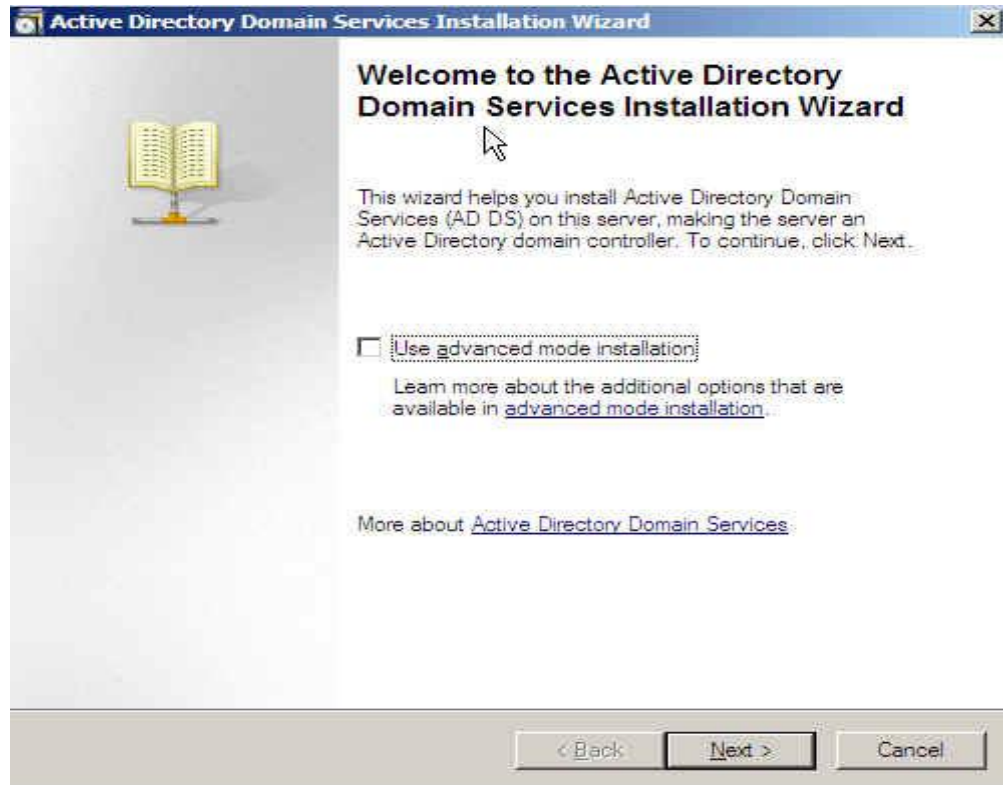 Active Directory Domain Services Installation Wizard
Welcome to the Active Directory
Domain Services Installation Wizard
This wizard helps you install Active Directory Domain
Services (AD DS) on this server, making the server an
Active Directory domain controller. To continue, click Next.
Use advanced mode installation
Learn more about the additional options that are
available in advanced mode installation.
More about Active Directory Domain Services
< Back
Next >
Cancel